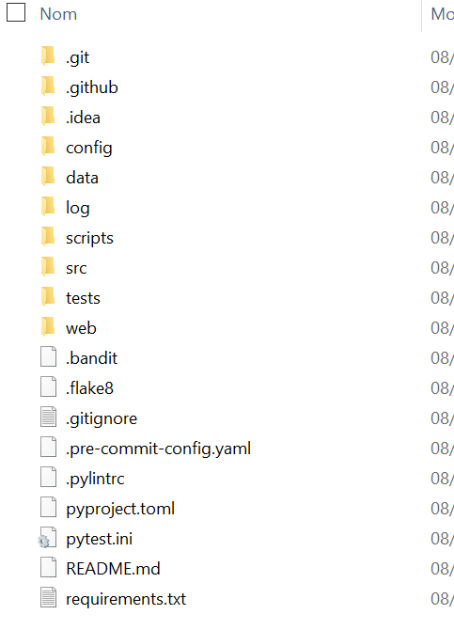 Nom Mo
.git 08/
.github 08/
.idea 08/
config 08/
data 08/
log 08/
scripts 08/
src 08/
tests 08/
web 08/
.bandit 08/
.flake8 08/
.gitignore 08/
.pre-commit-config.yaml 08/
.pylintrc 08/
pyproject.toml 08/
pytest.ini 08/
README.md 08/
requirements.txt 08/